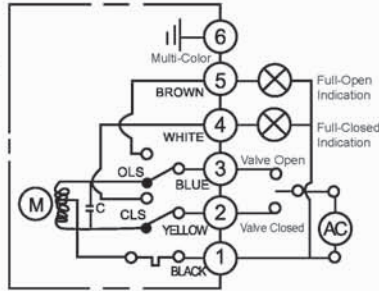 6
Multi-Color
5
BROWN
Full-Open
Indication
4
WHITE
Full-Closed
Indication
OLS
3
BLUE
Valve Open
M
C
CLS
2
YELLOW
Valve Closed
AC
1
BLACK